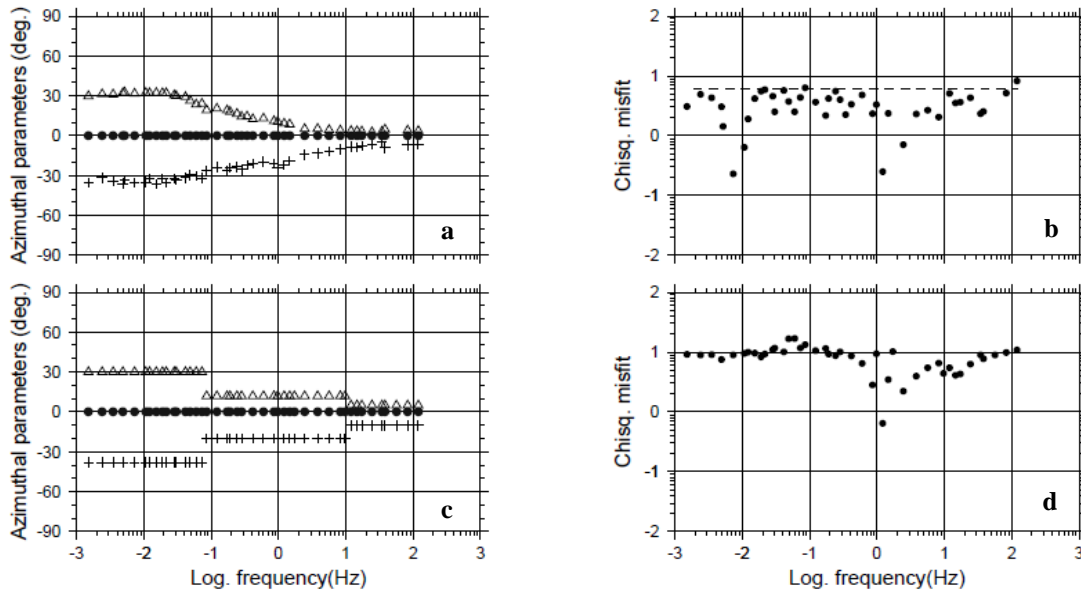 Azimuthal parameters (deg.)
90
60
30
0
-30
-60
-90
a
Chisq. misfit
2
1
0
-1
-2
b
Azimuthal parameters (deg.)
90
60
30
0
-30
-60
-90
c
-3 -2 -1 0 1 2 3
Log. frequency(Hz)
Chisq. misfit
2
1
0
-1
-2
d
-3 -2 -1 0 1 2 3
Log. frequency(Hz)